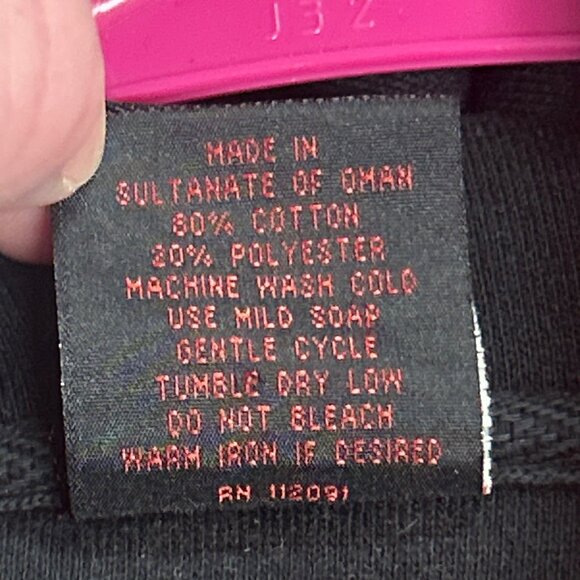 J3Z
MADE IN
SULTANATE OF OMAN
80% COTTON
20% POLYESTER
MACHINE WASH COLD
USE MILD SOAP
GENTLE CYCLE
TUMBLE DRY LOW
DO NOT BLEACH
WARM IRON IF DESIRED
RN 112091